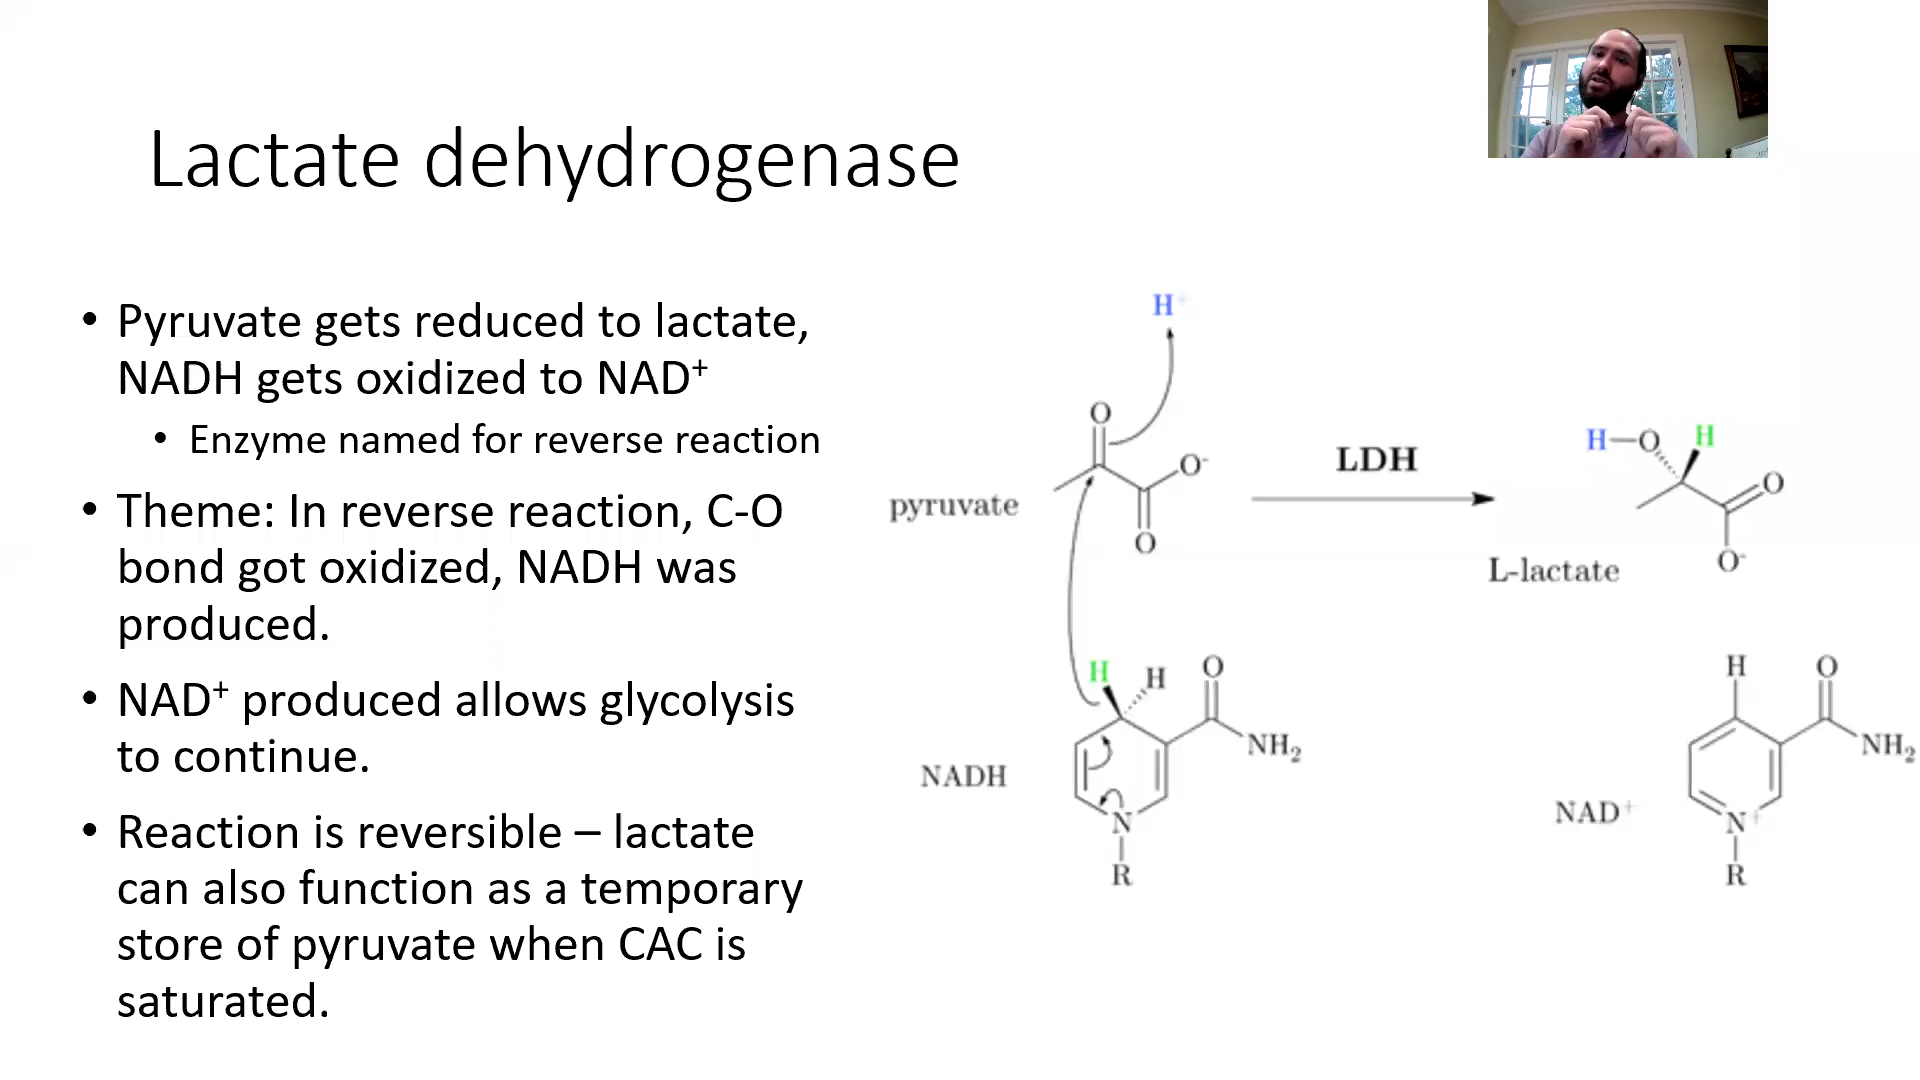 Lactate dehydrogenase
• Pyruvate gets reduced to lactate,
NADH gets oxidized to NAD⁺
• Enzyme named for reverse reaction
• Theme: In reverse reaction, C-O
bond got oxidized, NADH was
produced.
• NAD⁺ produced allows glycolysis
to continue.
• Reaction is reversible – lactate
can also function as a temporary
store of pyruvate when CAC is
saturated.
H⁺
O
O⁻
O
pyruvate
LDH
H—O H
O
O⁻
L-lactate
H H O
NH₂
NADH
N
R
H O
NH₂
NAD⁺
N⁺
R